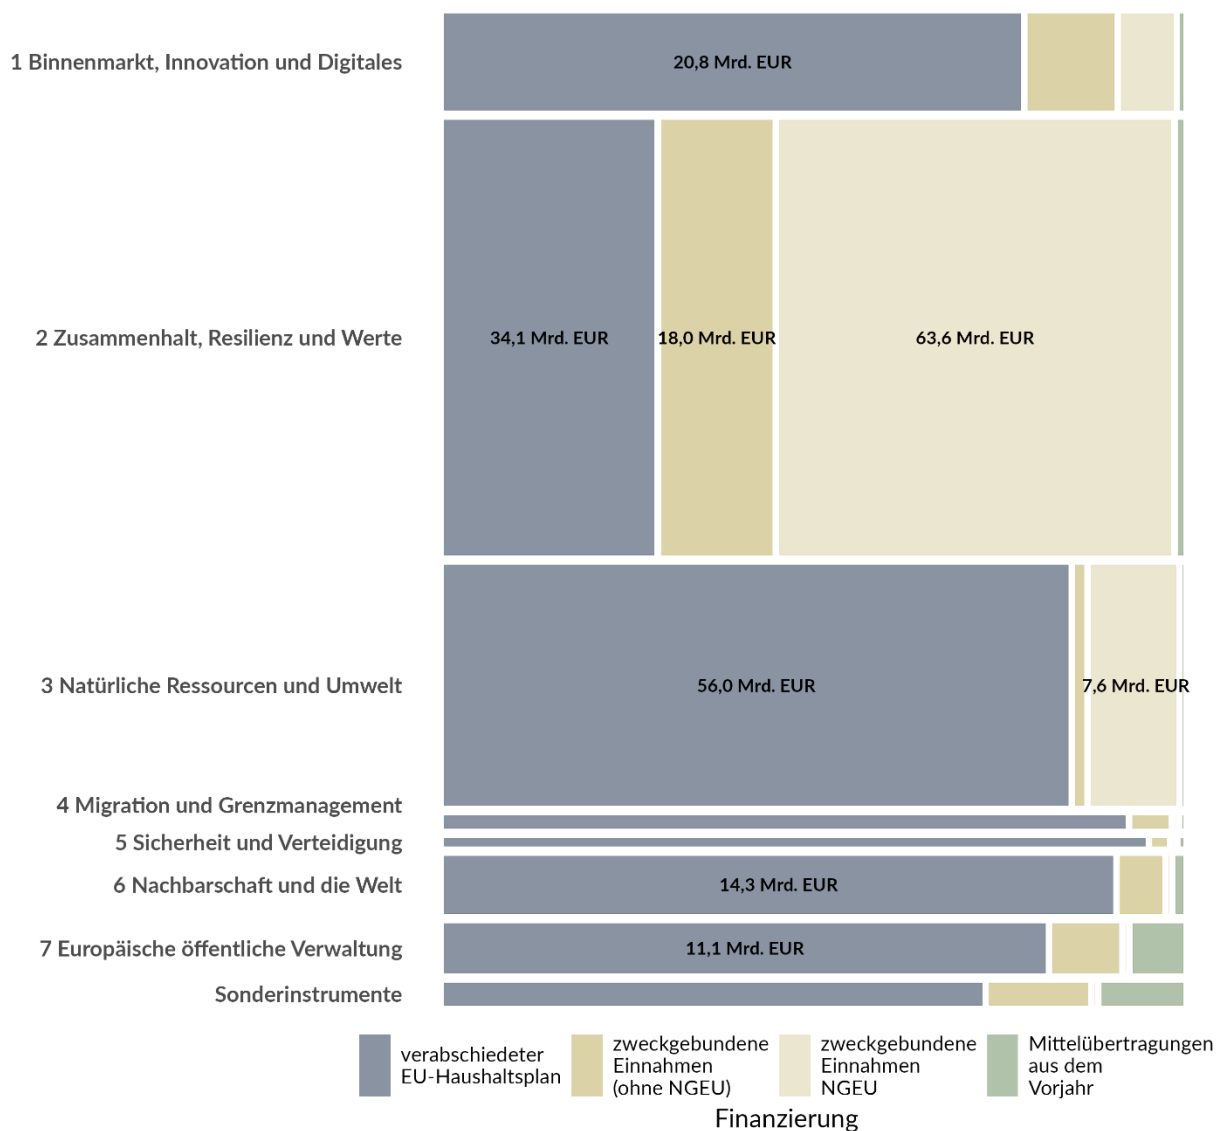 1 Binnenmarkt, Innovation und Digitales
20,8 Mrd. EUR
2 Zusammenhalt, Resilienz und Werte
34,1 Mrd. EUR
18,0 Mrd. EUR
63,6 Mrd. EUR
3 Natürliche Ressourcen und Umwelt
56,0 Mrd. EUR
7,6 Mrd. EUR
4 Migration und Grenzmanagement
5 Sicherheit und Verteidigung
6 Nachbarschaft und die Welt
14,3 Mrd. EUR
7 Europäische öffentliche Verwaltung
11,1 Mrd. EUR
Sonderinstrumente
verabschiedeter
EU-Haushaltsplan
zweckgebundene
Einnahmen
(ohne NGEU)
zweckgebundene
Einnahmen
NGEU
Mittelübertragungen
aus dem
Vorjahr
Finanzierung